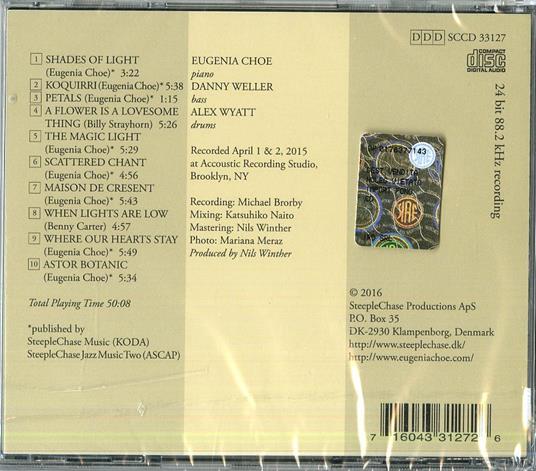 1 SHADES OF LIGHT
(Eugenia Choe)* 3:22
2 KOQUIRRI (Eugenia Choe)* 5:38
3 PETALS (Eugenia Choe)* 1:15
4 A FLOWER IS A LOVESOME
THING (Billy Strayhorn) 5:26
5 THE MAGIC LIGHT
(Eugenia Choe)* 5:29
6 SCATTERED CHANT
(Eugenia Choe)* 4:56
7 MAISON DE CRESENT
(Eugenia Choe)* 5:43
8 WHEN LIGHTS ARE LOW
(Benny Carter) 4:57
9 WHERE OUR HEARTS STAY
(Eugenia Choe)* 5:49
10 ASTOR BOTANIC
(Eugenia Choe)* 5:34
Total Playing Time 50:08
*published by
SteepleChase Music (KODA)
SteepleChase Jazz Music Two (ASCAP)
EUGENIA CHOE
piano
DANNY WELLER
bass
ALEX WYATT
drums
Recorded April 1 & 2, 2015
at Accoustic Recording Studio,
Brooklyn, NY
Recording: Michael Brorby
Mixing: Katsuhiko Naito
Mastering: Nils Winther
Photo: Mariana Meraz
Produced by Nils Winther
DDD SCCD 33127
COMPACT
disc
DIGITAL AUDIO
24 bit 88.2 kHz recording
© 2016
SteepleChase Productions ApS
P.O. Box 35
DK-2930 Klampenborg, Denmark
http://www.steeplechase.dk/
http://www.eugeniachoe.com/
7 16043 31272 6